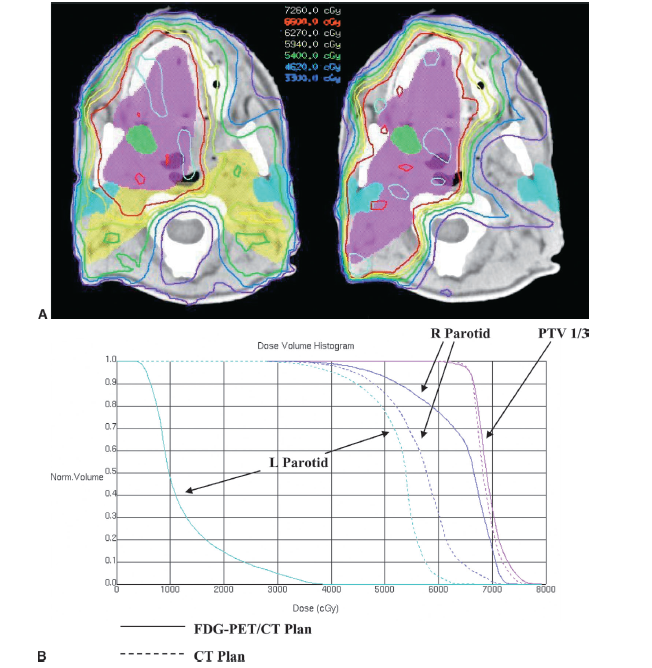 7260.0 cGy
6600.0 cGy
6270.0 cGy
5940.0 cGy
5400.0 cGy
4620.0 cGy
3300.0 cGy
A
R Parotid
PTV 1/3
Dose Volume Histogram
1.0
0.9
0.8
0.7
0.6
0.5
0.4
0.3
0.2
0.1
0.0
Norm.Volume
L Parotid
0
1000
2000
3000
4000
5000
6000
7000
8000
Dose (cGy)
FDG-PET/CT Plan
B
CT Plan